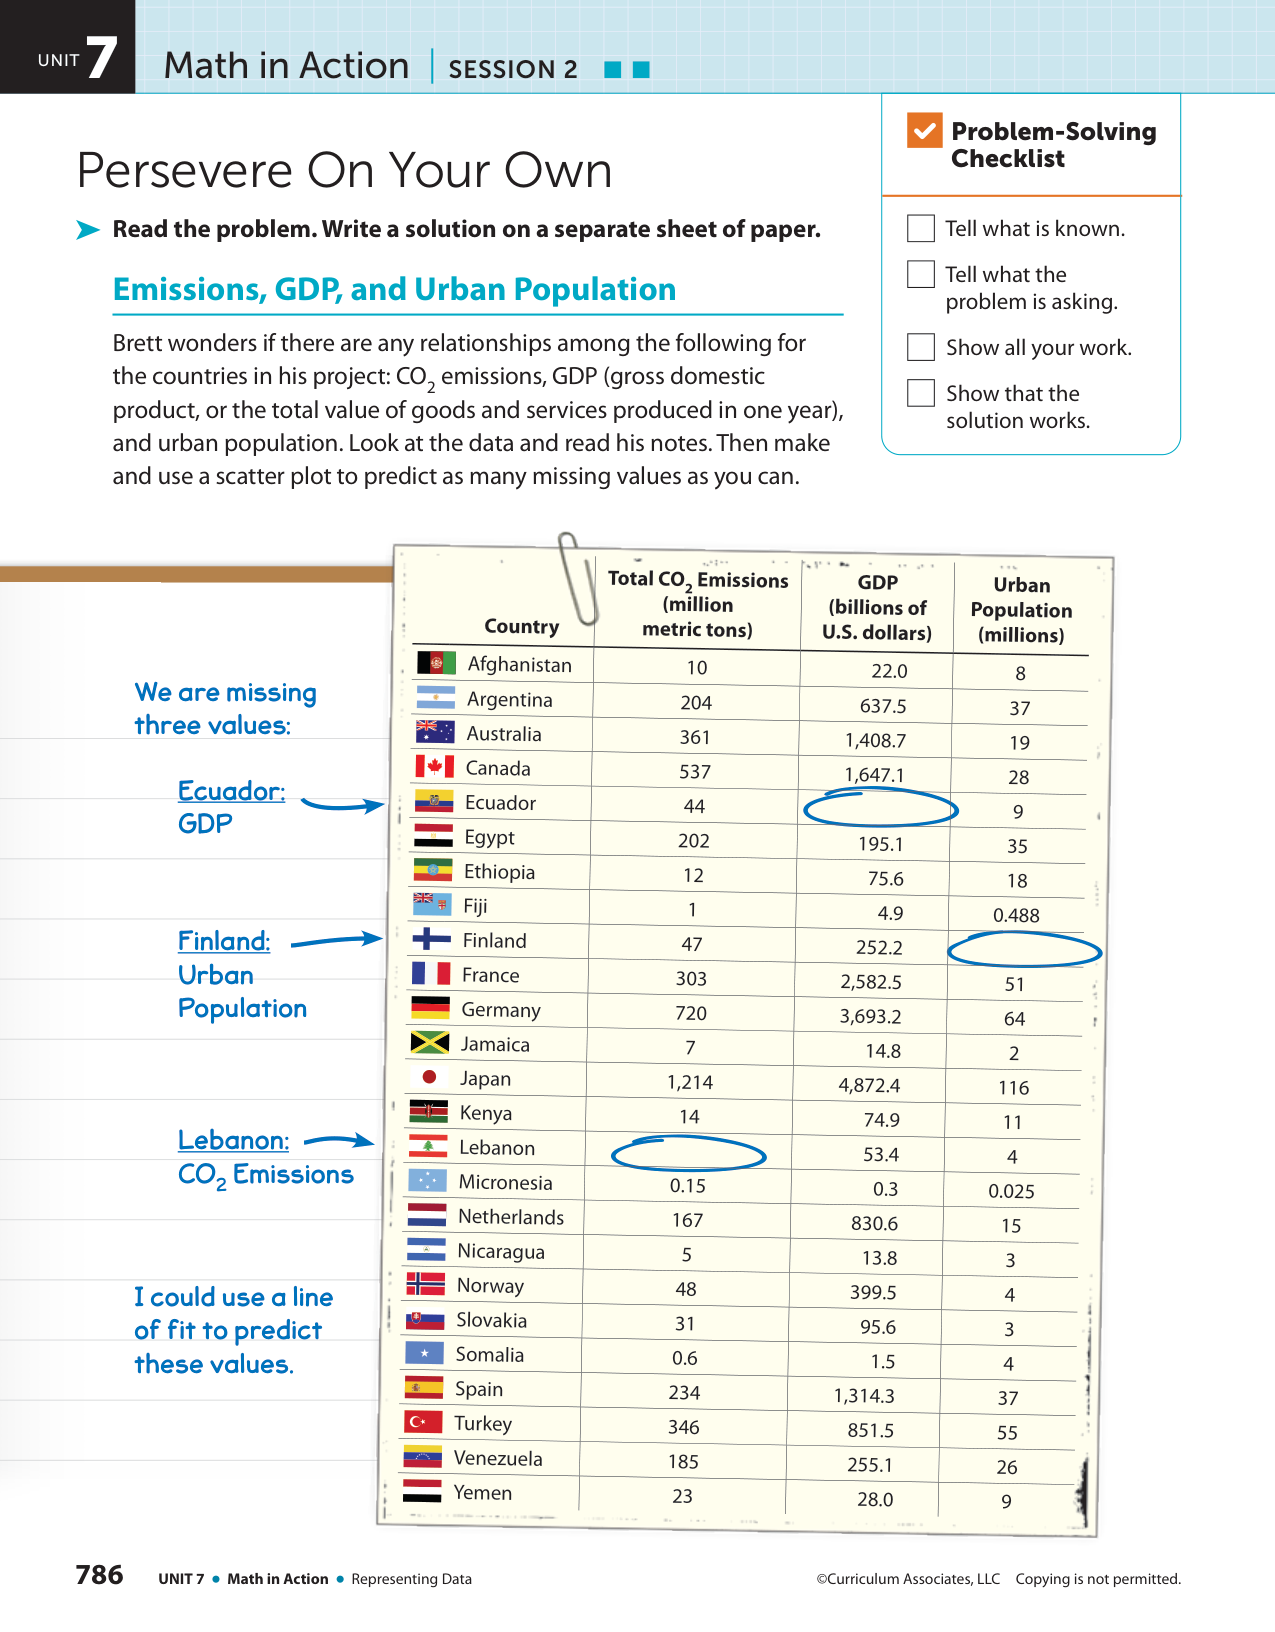 UNIT 7 Math in Action | SESSION 2
Problem-Solving
Checklist
Tell what is known.
Tell what the
problem is asking.
Show all your work.
Show that the
solution works.
Persevere On Your Own
Read the problem. Write a solution on a separate sheet of paper.
Emissions, GDP, and Urban Population
Brett wonders if there are any relationships among the following for
the countries in his project: CO2 emissions, GDP (gross domestic
product, or the total value of goods and services produced in one year),
and urban population. Look at the data and read his notes. Then make
and use a scatter plot to predict as many missing values as you can.
We are missing
three values:
Ecuador:
GDP
Finland:
Urban
Population
Lebanon:
CO2 Emissions
I could use a line
of fit to predict
these values.
Country
Total CO2 Emissions
(million
metric tons)
GDP
(billions of
U.S. dollars)
Urban
Population
(millions)
Afghanistan 10 22.0 8
Argentina 204 637.5 37
Australia 361 1,408.7 19
Canada 537 1,647.1 28
Ecuador 44 9
Egypt 202 195.1 35
Ethiopia 12 75.6 18
Fiji 1 4.9 0.488
Finland 47 252.2
France 303 2,582.5 51
Germany 720 3,693.2 64
Jamaica 7 14.8 2
Japan 1,214 4,872.4 116
Kenya 14 74.9 11
Lebanon 53.4 4
Micronesia 0.15 0.3 0.025
Netherlands 167 830.6 15
Nicaragua 5 13.8 3
Norway 48 399.5 4
Slovakia 31 95.6 3
Somalia 0.6 1.5 4
Spain 234 1,314.3 37
Turkey 346 851.5 55
Venezuela 185 255.1 26
Yemen 23 28.0 9
786 UNIT 7 • Math in Action • Representing Data
©Curriculum Associates, LLC Copying is not permitted.